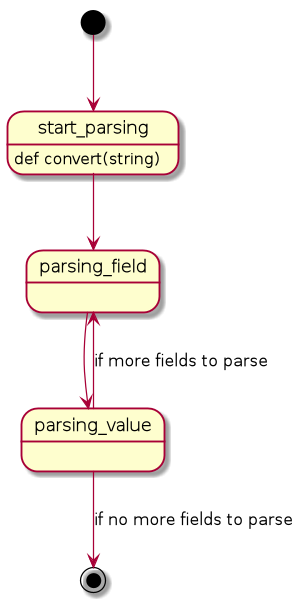 start_parsing
def convert(string)
parsing_field
if more fields to parse
parsing_value
if no more fields to parse